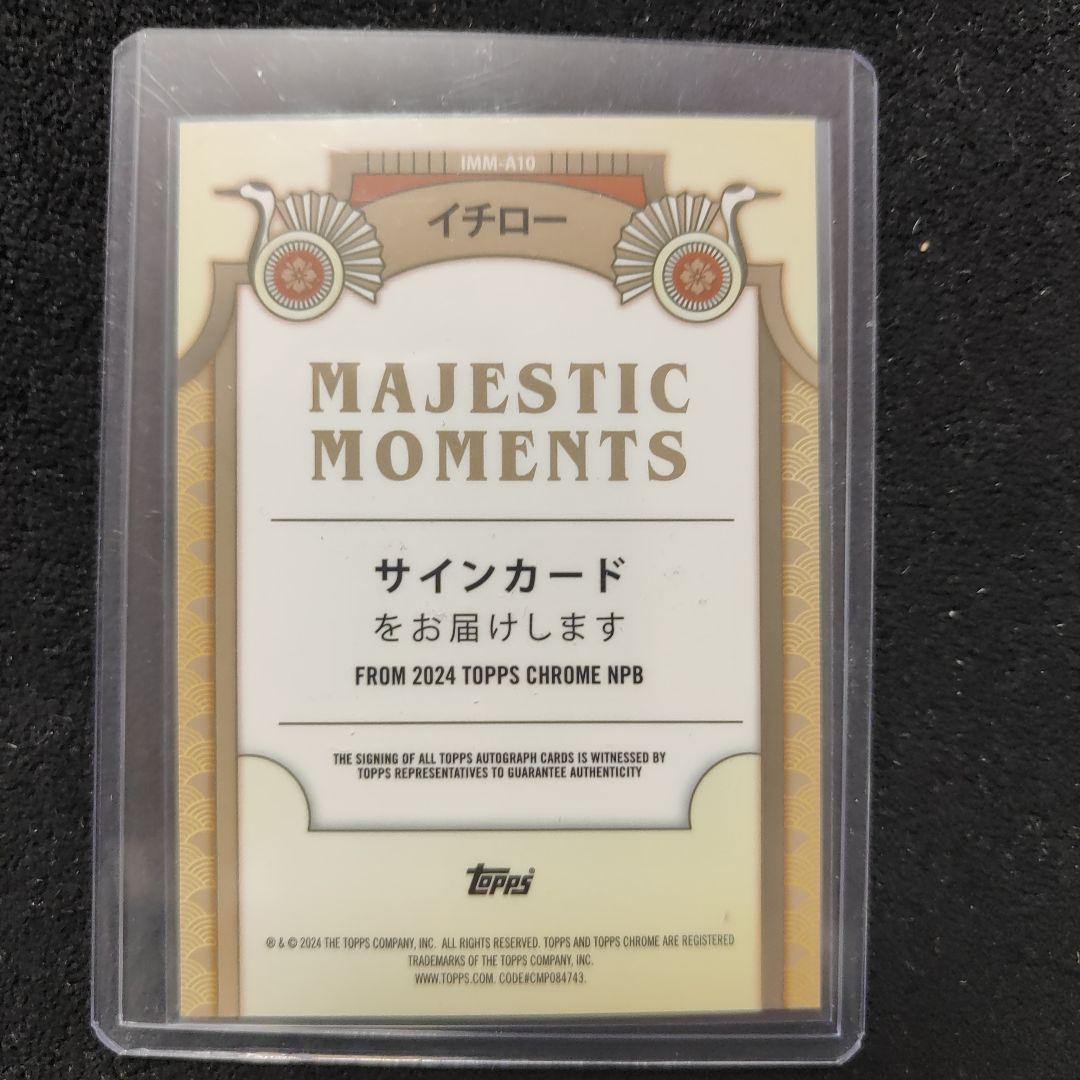 IMM-A10
イチロー
MAJESTIC
MOMENTS
サインカード
をお届けします
FROM 2024 TOPPS CHROME NPB
THE SIGNING OF ALL TOPPS AUTOGRAPH CARDS IS WITNESSED BY
TOPPS REPRESENTATIVES TO GUARANTEE AUTHENTICITY
topps®
® & © 2024 THE TOPPS COMPANY, INC. ALL RIGHTS RESERVED. TOPPS AND TOPPS CHROME ARE REGISTERED
TRADEMARKS OF THE TOPPS COMPANY, INC.
WWW.TOPPS.COM. CODE#CMP084743.